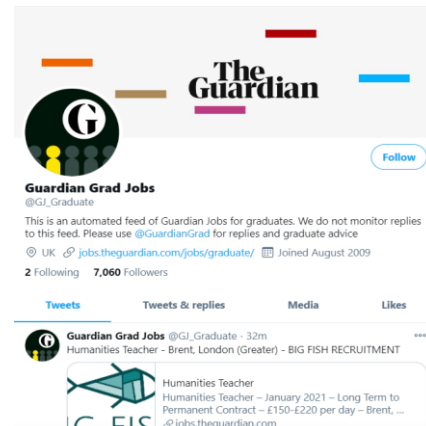 The
Guardian
G
Follow
Guardian Grad Jobs
@GJ_Graduate
This is an automated feed of Guardian Jobs for graduates. We do not monitor replies
to this feed. Please use @GuardianGrad for replies and graduate advice
UK jobs.theguardian.com/jobs/graduate/ Joined August 2009
2 Following 7,060 Followers
Tweets Tweets & replies Media Likes
G
Guardian Grad Jobs @GJ_Graduate · 32m
Humanities Teacher - Brent, London (Greater) - BIG FISH RECRUITMENT
Humanities Teacher
Humanities Teacher – January 2021 – Long Term to
Permanent Contract – £150-£220 per day – Brent, ...
jobs.theguardian.com